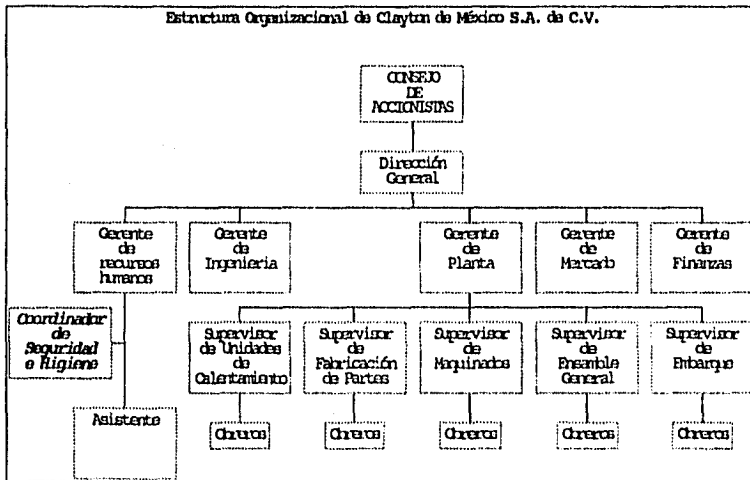 Estructura Organizacional de Clayton de México S.A. de C.V.
CONSEJO
DE
ACCIONISTAS
Dirección
General
Gerente
de
recursos
humanos
Gerente
de
Ingenieria
Gerente
de
Planta
Gerente
de
Mercado
Gerente
de
Finanzas
Coordinador
de
Seguridad
e Higiene
Supervisor
de Unidades
de
Calentamiento
Supervisor
de
Fabricación
de Partes
Supervisor
de
Maquinados
Supervisor
de
Ensamble
General
Supervisor
de
Embarque
Asistente
Obreros
Obreros
Obreros
Obreros
Obreros